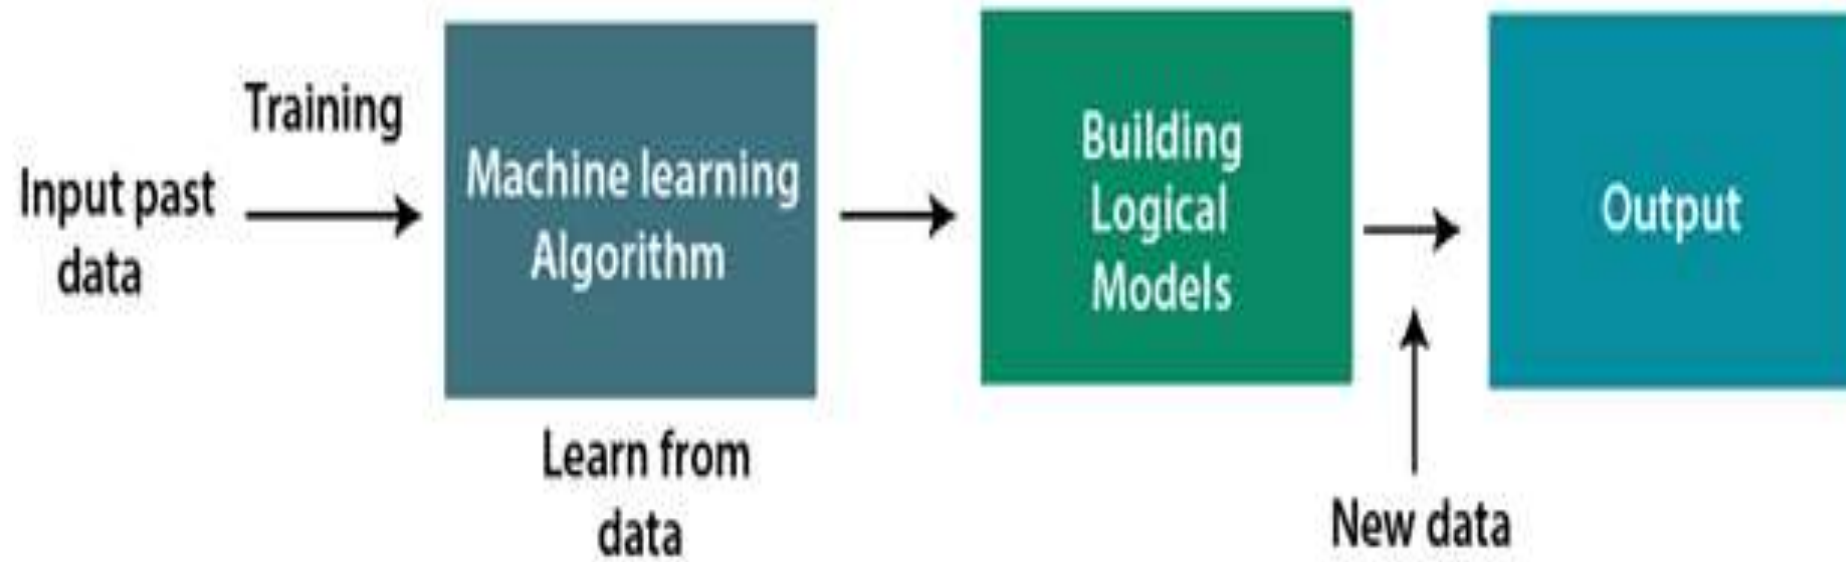 Training
Input past
data
Machine learning
Algorithm
Learn from
data
Building
Logical
Models
New data
Output